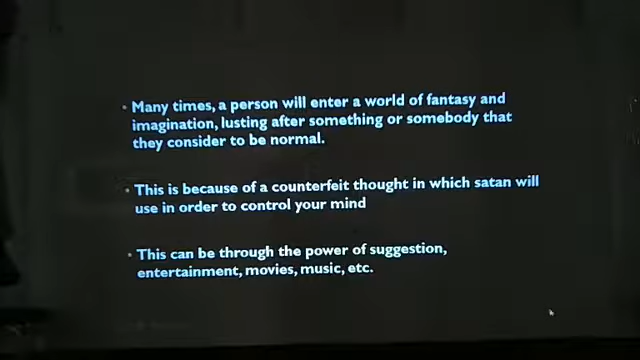 • Many times, a person will enter a world of fantasy and
imagination, lusting after something or somebody that
they consider to be normal.
• This is because of a counterfeit thought in which satan will
use in order to control your mind
• This can be through the power of suggestion,
entertainment, movies, music, etc.